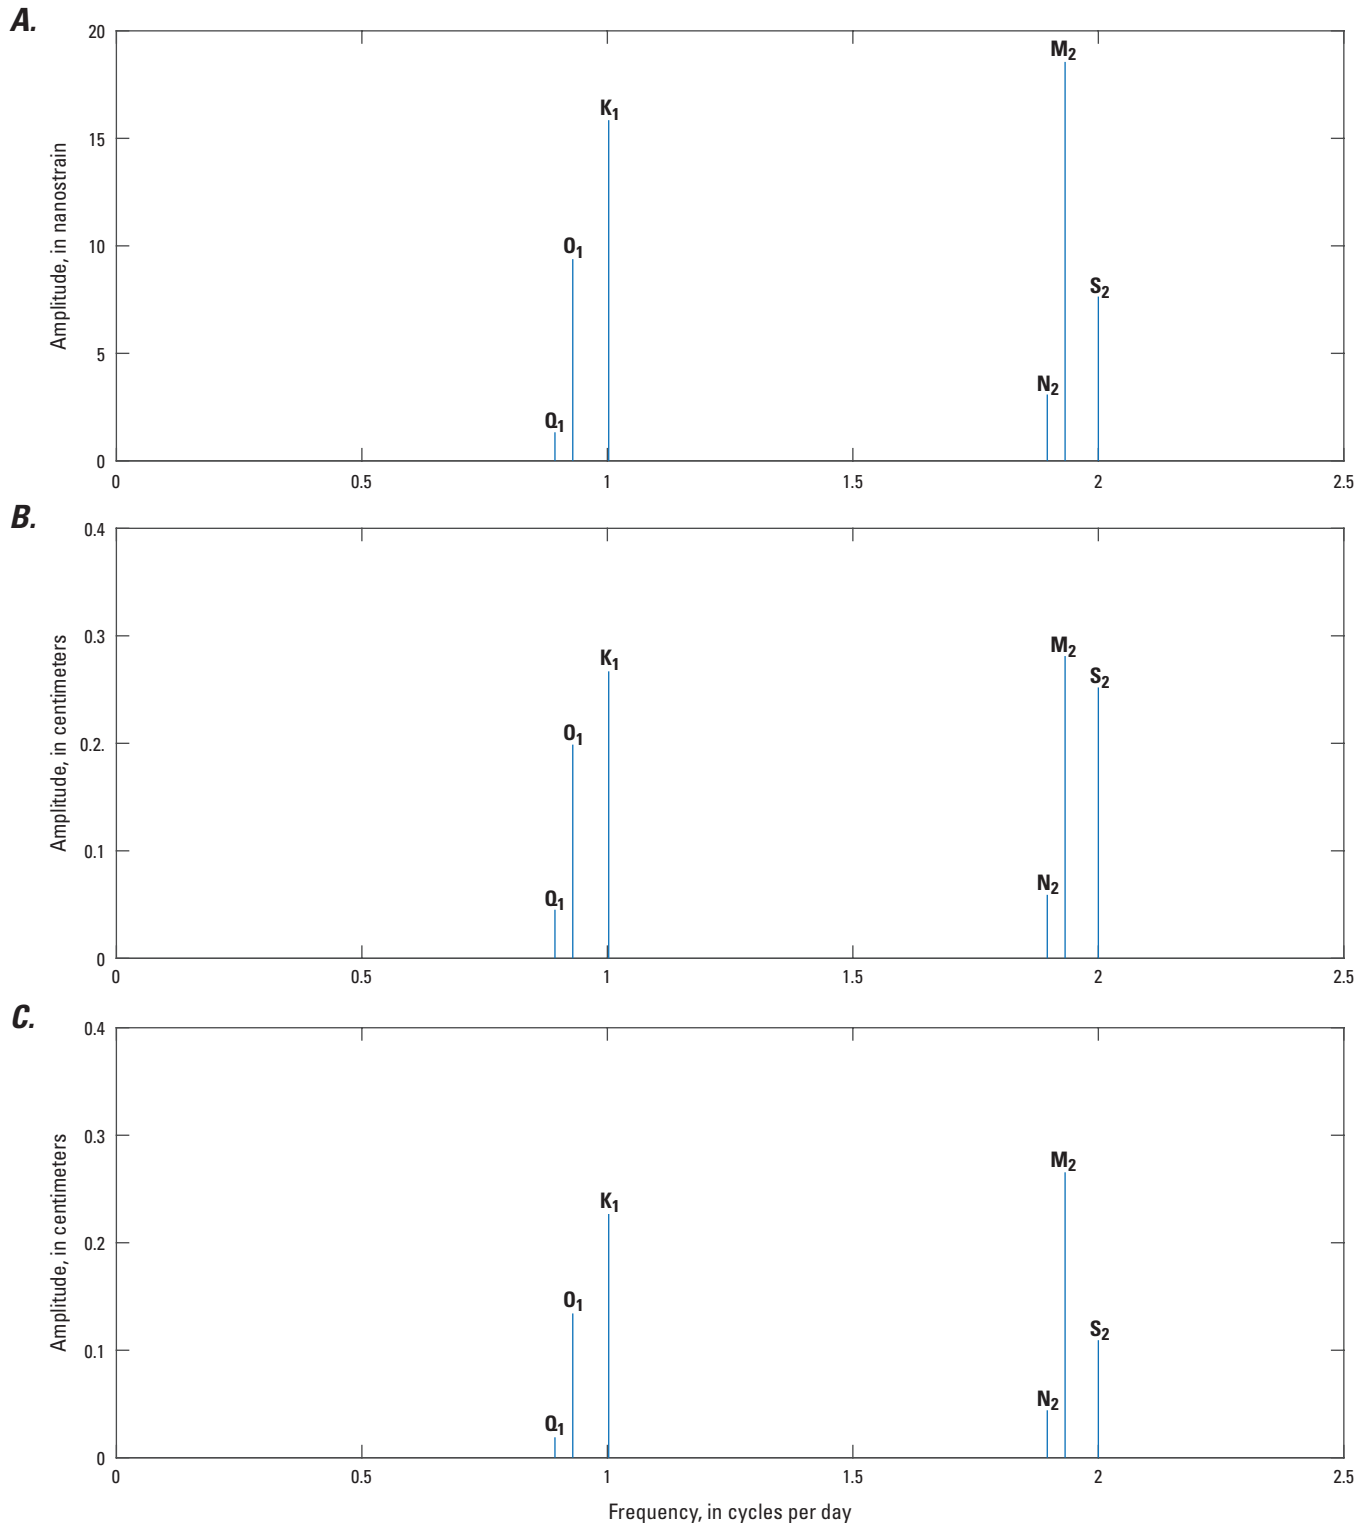 A.
20
15
10
5
0
Amplitude, in nanostrain
Q1
O1
K1
N2
M2
S2
0 0.5 1 1.5 2 2.5
B.
0.4
0.3
0.2.
0.1
0
Amplitude, in centimeters
Q1
O1
K1
N2
M2
S2
0 0.5 1 1.5 2 2.5
C.
0.4
0.3
0.2
0.1
0
Amplitude, in centimeters
Q1
O1
K1
N2
M2
S2
0 0.5 1 1.5 2 2.5
Frequency, in cycles per day